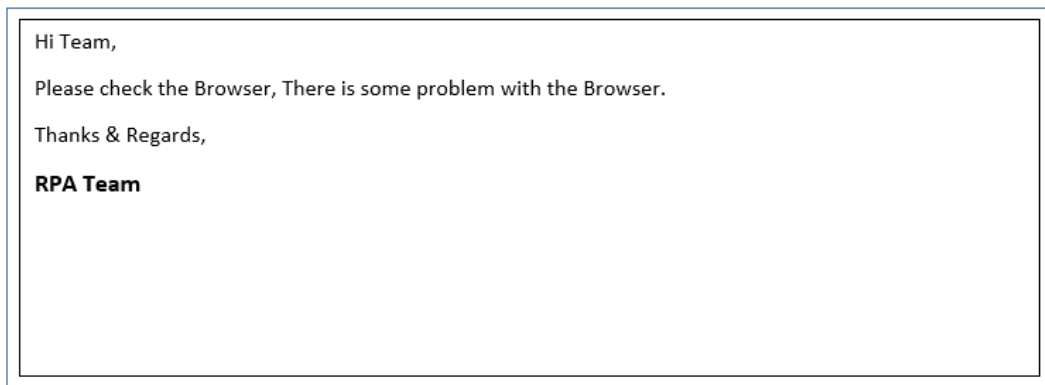 Hi Team,
Please check the Browser, There is some problem with the Browser.
Thanks & Regards,
RPA Team